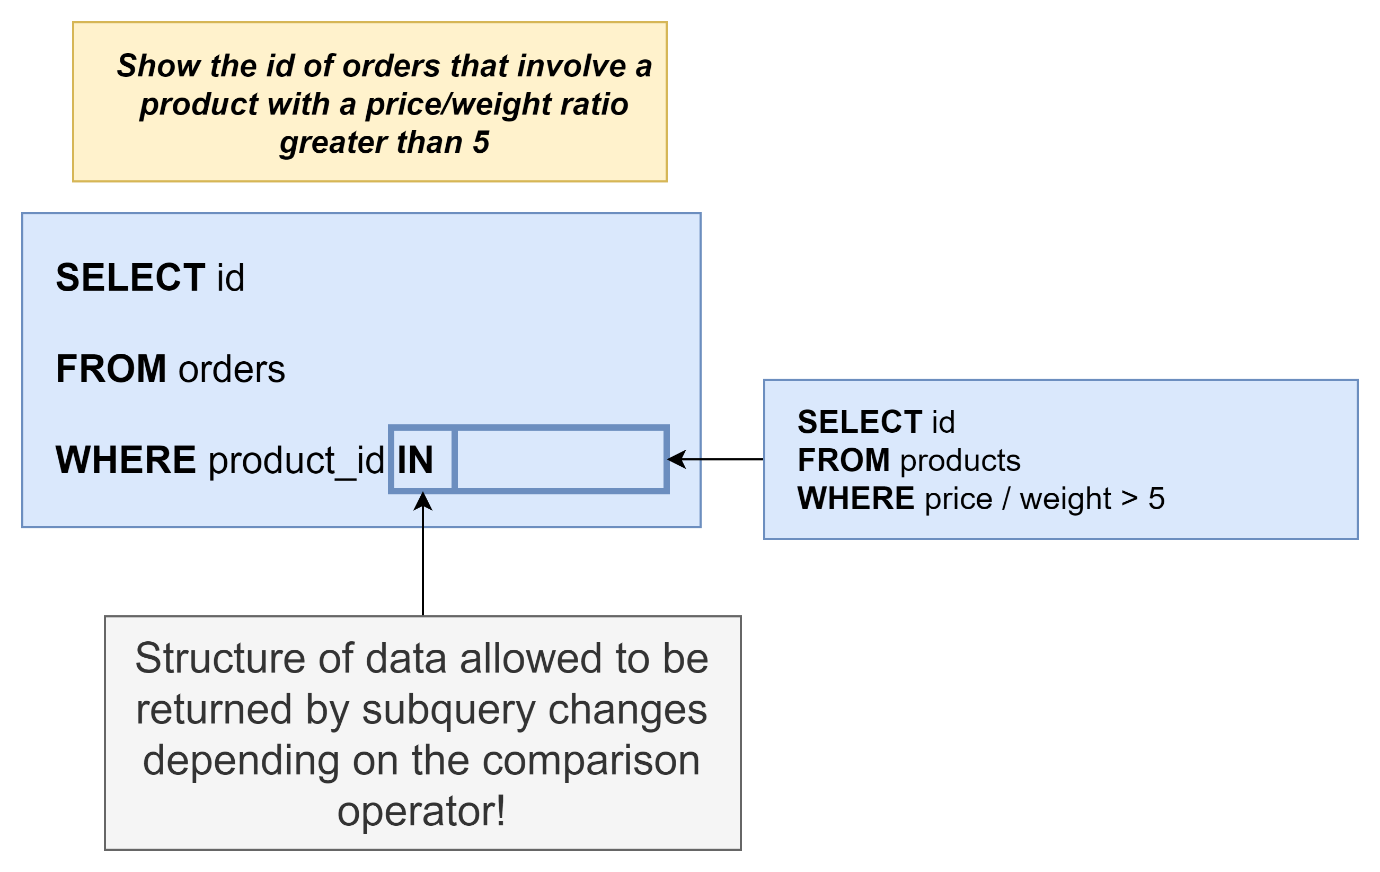 Show the id of orders that involve a
product with a price/weight ratio
greater than 5
SELECT id
FROM orders
WHERE product_id IN
SELECT id
FROM products
WHERE price / weight > 5
Structure of data allowed to be
returned by subquery changes
depending on the comparison
operator!